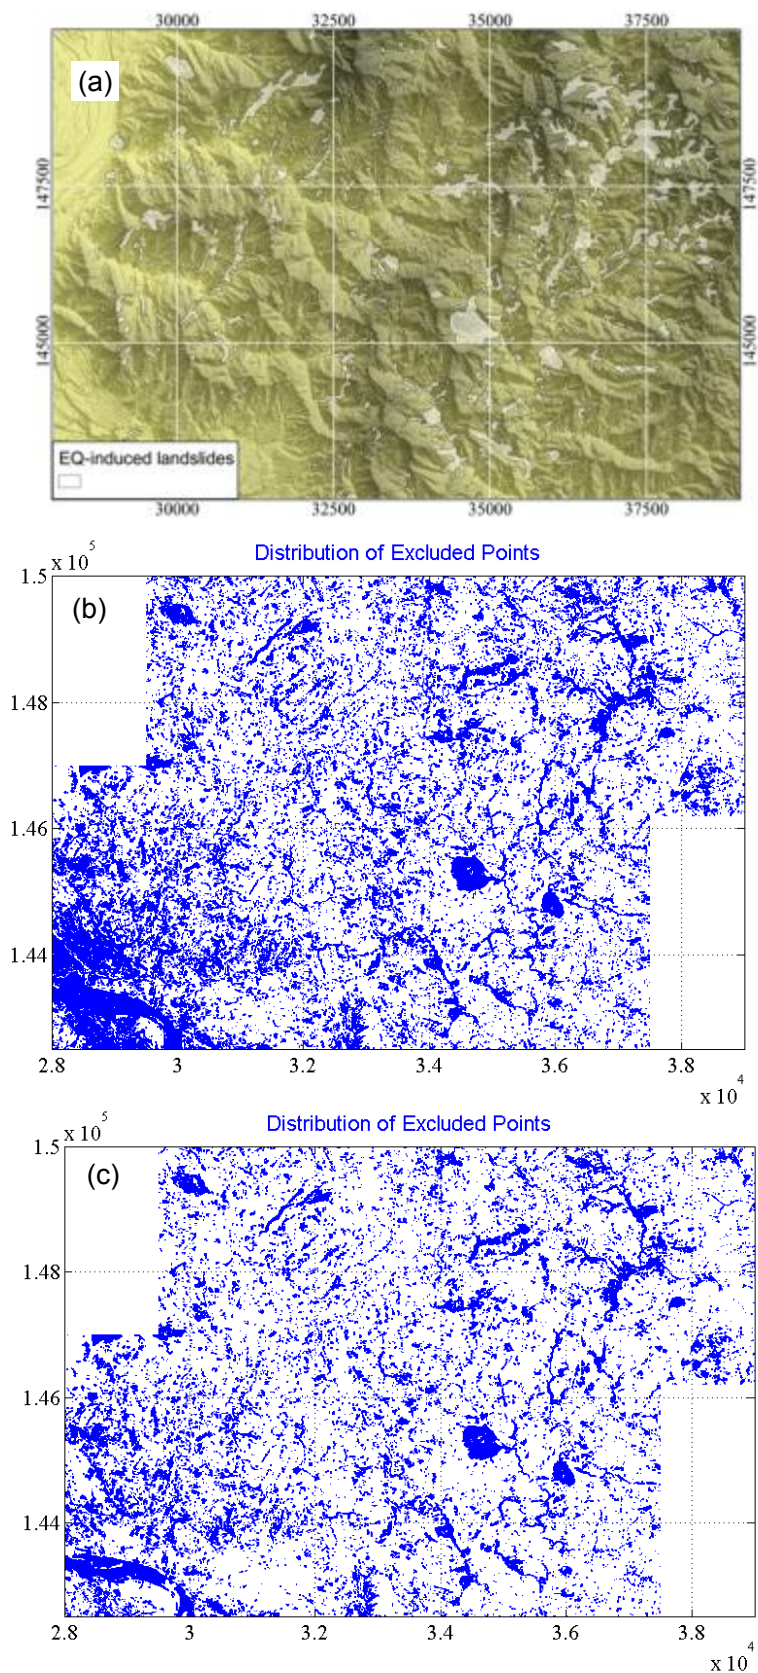 30000 32500 35000 37500
(a)
147500 147500
145000 145000
EQ-induced landslides
30000 32500 35000 37500
Distribution of Excluded Points
x 10^5
1.5
(b)
1.48
1.46
1.44
2.8 3 3.2 3.4 3.6 3.8
x 10^4
Distribution of Excluded Points
x 10^5
1.5
(c)
1.48
1.46
1.44
2.8 3 3.2 3.4 3.6 3.8
x 10^4